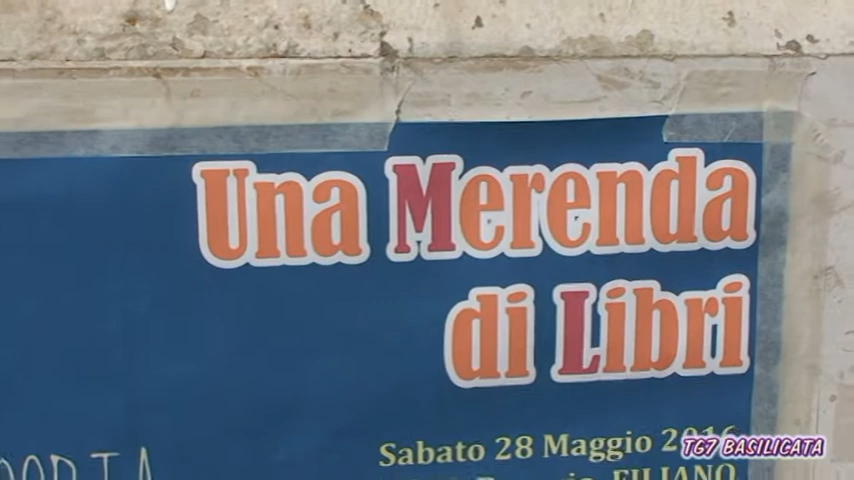 Una Merenda
di Libri
Sabato 28 Maggio 2016
FILIANO
TG7 BASILICATA